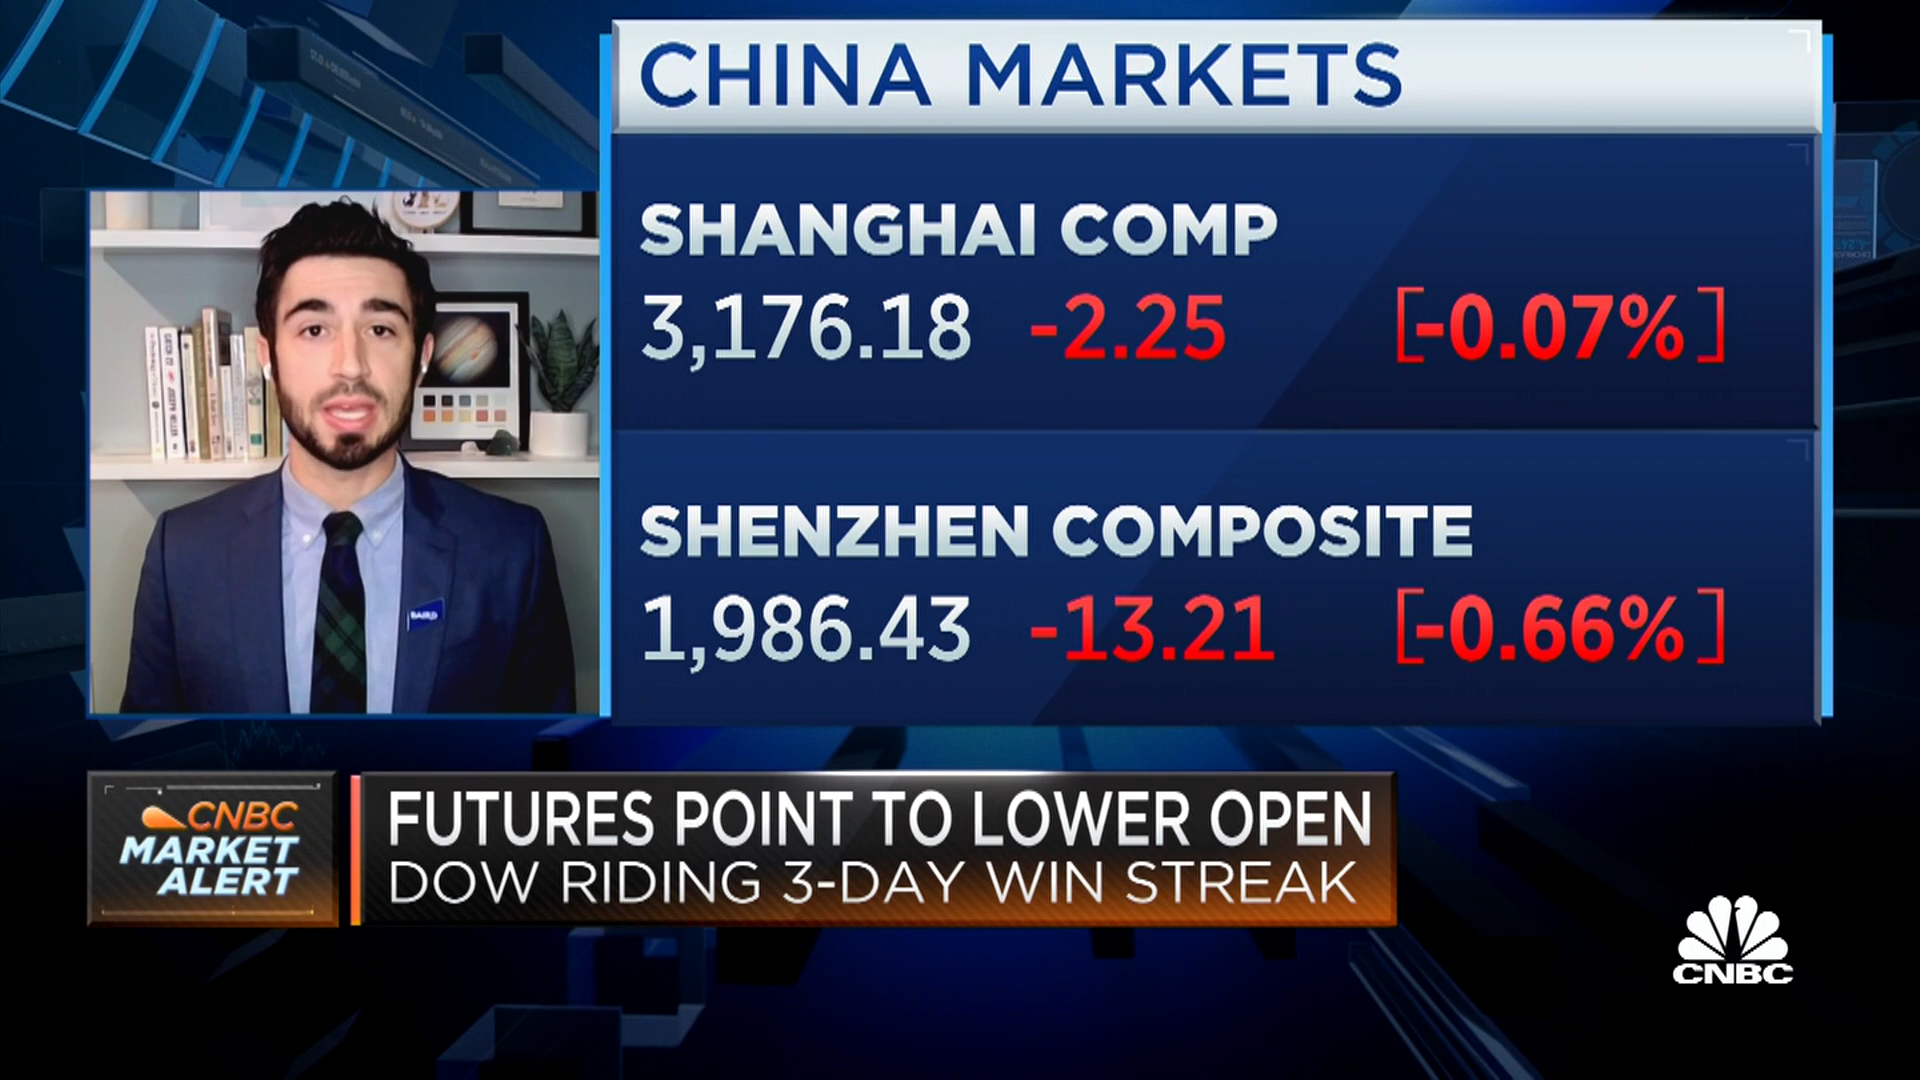 CHINA MARKETS
SHANGHAI COMP
3,176.18 -2.25 [-0.07%]
SHENZHEN COMPOSITE
1,986.43 -13.21 [-0.66%]
BAIRD
CNBC
MARKET
ALERT
FUTURES POINT TO LOWER OPEN
DOW RIDING 3-DAY WIN STREAK
CNBC